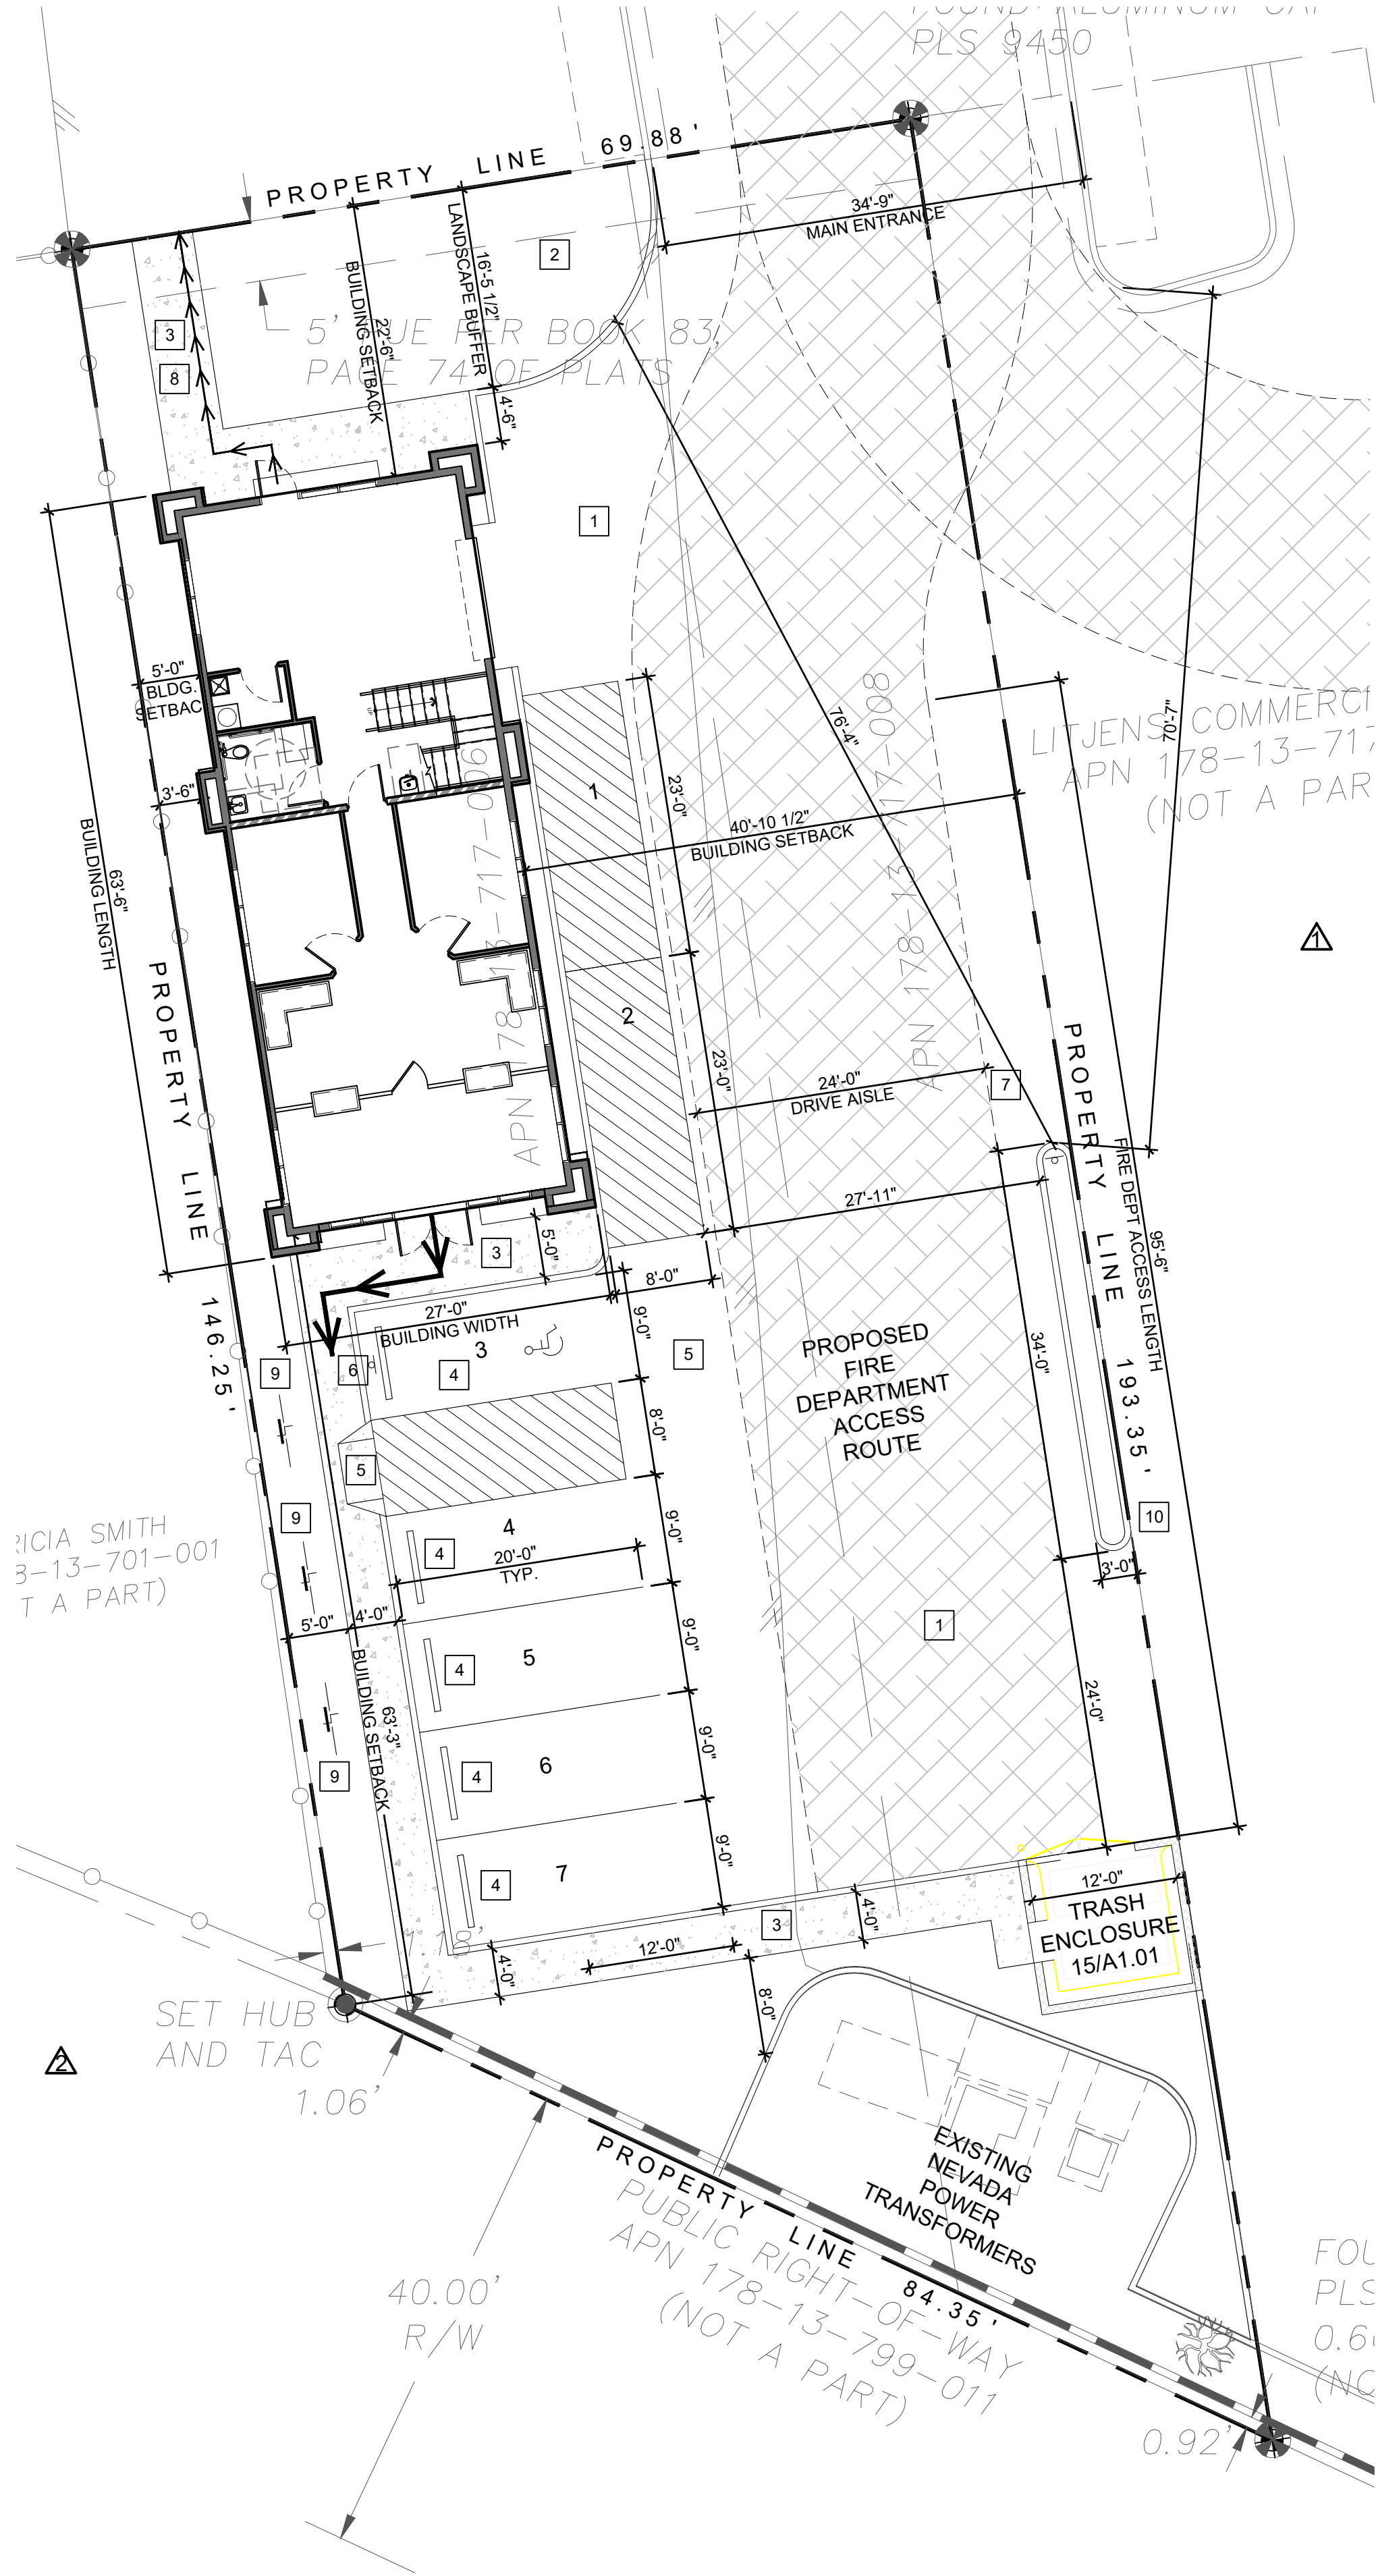 FOUND ALUMINUM CAP
PLS 9450
PROPERTY LINE 69.88'
34'-9"
MAIN ENTRANCE
2
16'-5 1/2"
LANDSCAPE BUFFER
22'-6"
BUILDING SETBACK
3
8
5' PUE PER BOOK 83,
PAGE 74 OF PLATS
4'-6"
1
5'-0"
BLDG.
SETBAC
3'-6"
63'-6"
BUILDING LENGTH
76'-4"
70'-7"
LITJENS COMMERCI
APN 178-13-717
(NOT A PAR
23'-0"
1
40'-10 1/2"
BUILDING SETBACK
APN 178-13-717-008
1
2
23'-0"
24'-0"
DRIVE AISLE
7
27'-11"
PROPERTY LINE 193.35'
95'-6"
FIRE DEPT ACCESS LENGTH
PROPERTY LINE 146.25'
3
5'-0"
8'-0"
27'-0"
BUILDING WIDTH
9'-0"
3
4
5
6
9
34'-0"
PROPOSED
FIRE
DEPARTMENT
ACCESS
ROUTE
8'-0"
5
9
4
4
20'-0"
TYP.
9'-0"
10
3'-0"
RICIA SMITH
8-13-701-001
T A PART)
5'-0"
4'-0"
9'-0"
4
5
1
24'-0"
63'-3"
BUILDING SETBACK
9'-0"
4
6
9
9'-0"
4
7
12'-0"
TRASH
ENCLOSURE
15/A1.01
3
4'-0"
12'-0"
4'-0"
8'-0"
SET HUB
AND TAC
2
1.06'
EXISTING
NEVADA
POWER
TRANSFORMERS
PROPERTY LINE 84.35'
PUBLIC RIGHT-OF-WAY
APN 178-13-799-011
(NOT A PART)
40.00'
R/W
FOU
PLS
(NO
0.92'